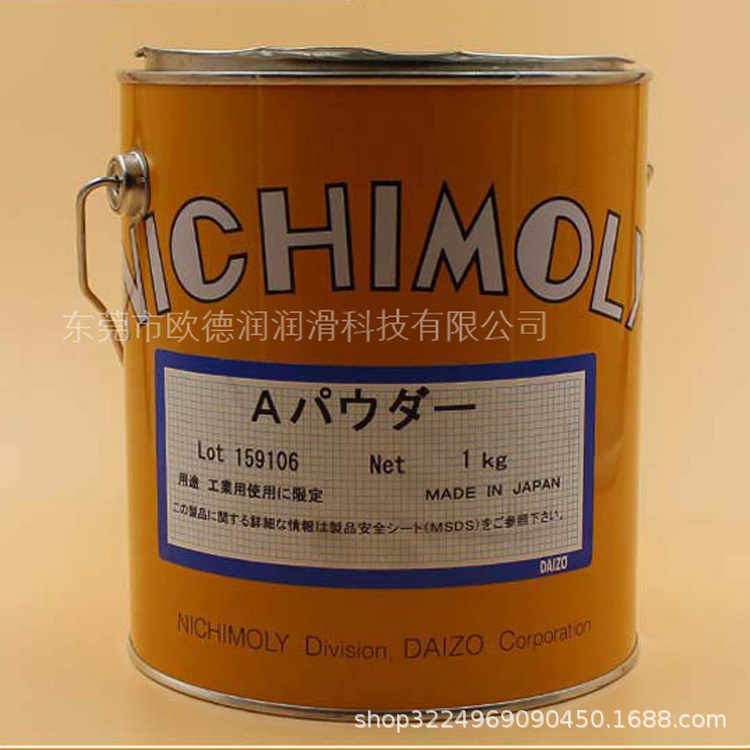 NICHIMOLY
东莞市欧德润润滑科技有限公司
Aパウダー
Lot 159106 Net 1 kg
用途 工業用使用に限定 MADE IN JAPAN
この製品に関する詳細な情報は製品安全シート(MSDS)をご参照下さい。
DAIZO
NICHIMOLY Division, DAIZO Corporation
shop3224969090450.1688.com